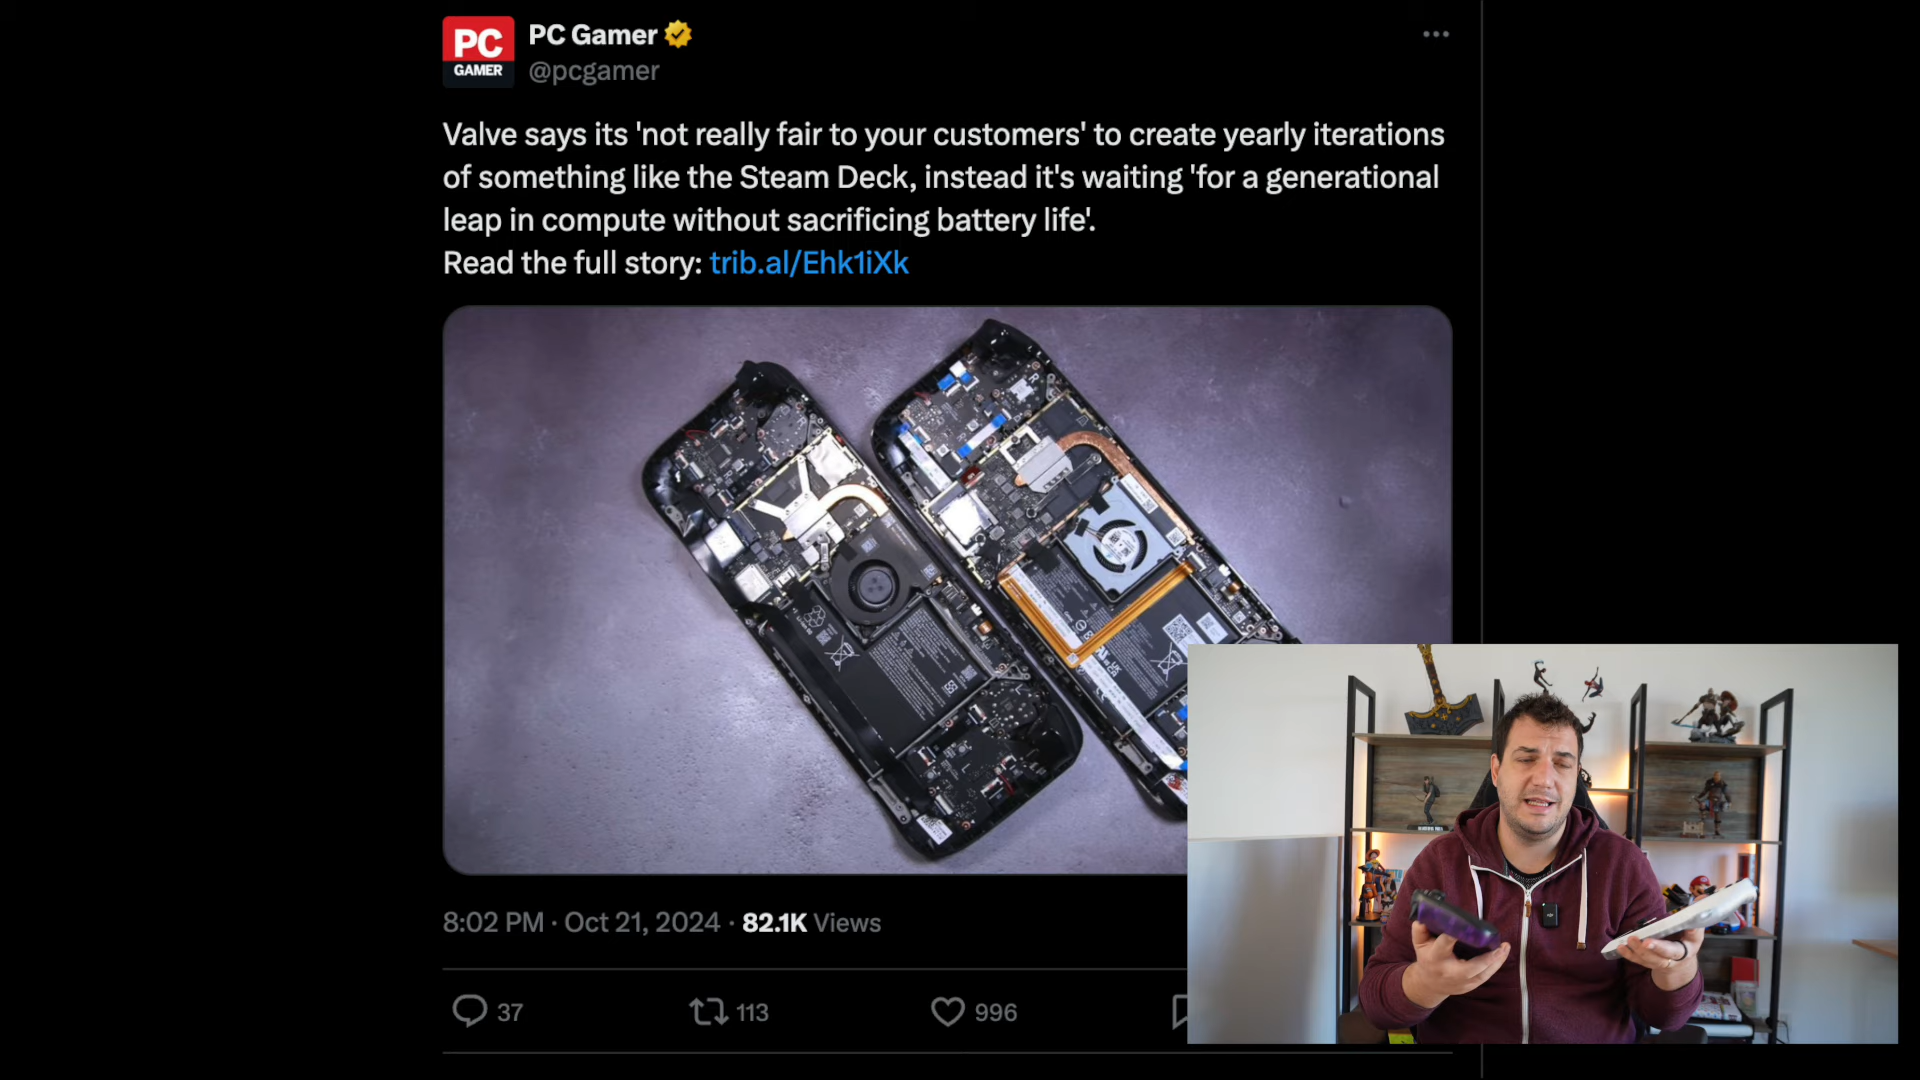 PC
GAMER
PC Gamer
@pcgamer
Valve says its 'not really fair to your customers' to create yearly iterations
of something like the Steam Deck, instead it's waiting 'for a generational
leap in compute without sacrificing battery life'.
Read the full story: trib.al/Ehk1iXk
8:02 PM · Oct 21, 2024 · 82.1K Views
37
113
996